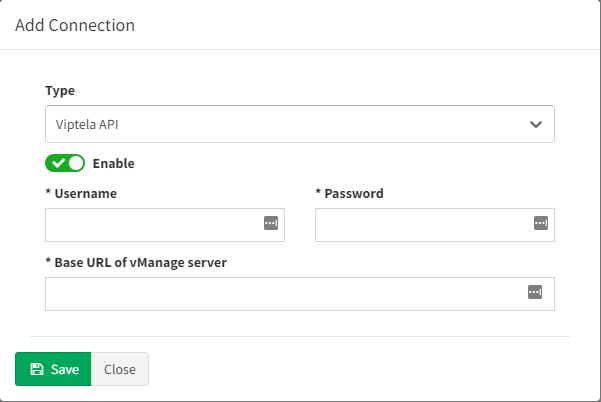 Add Connection
Type
Viptela API
Enable
* Username * Password
* Base URL of vManage server
Save Close